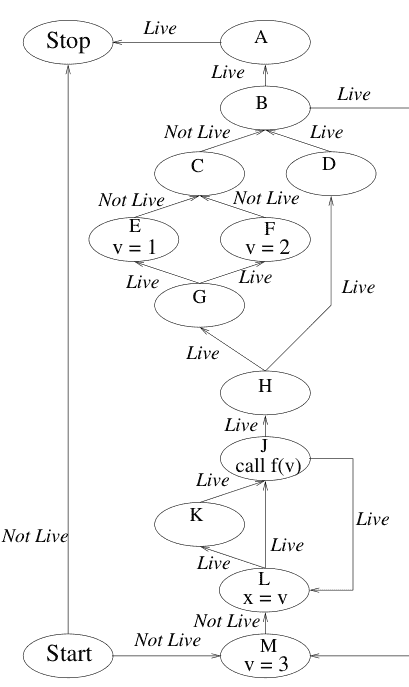 Live
Stop
A
Live
B
Live
Not Live
Live
C
D
Not Live
Not Live
E
v = 1
F
v = 2
Live
Live
G
Live
Live
H
Live
J
call f(v)
Live
K
Live
Live
Live
L
x = v
Not Live
Not Live
Not Live
Start
M
v = 3